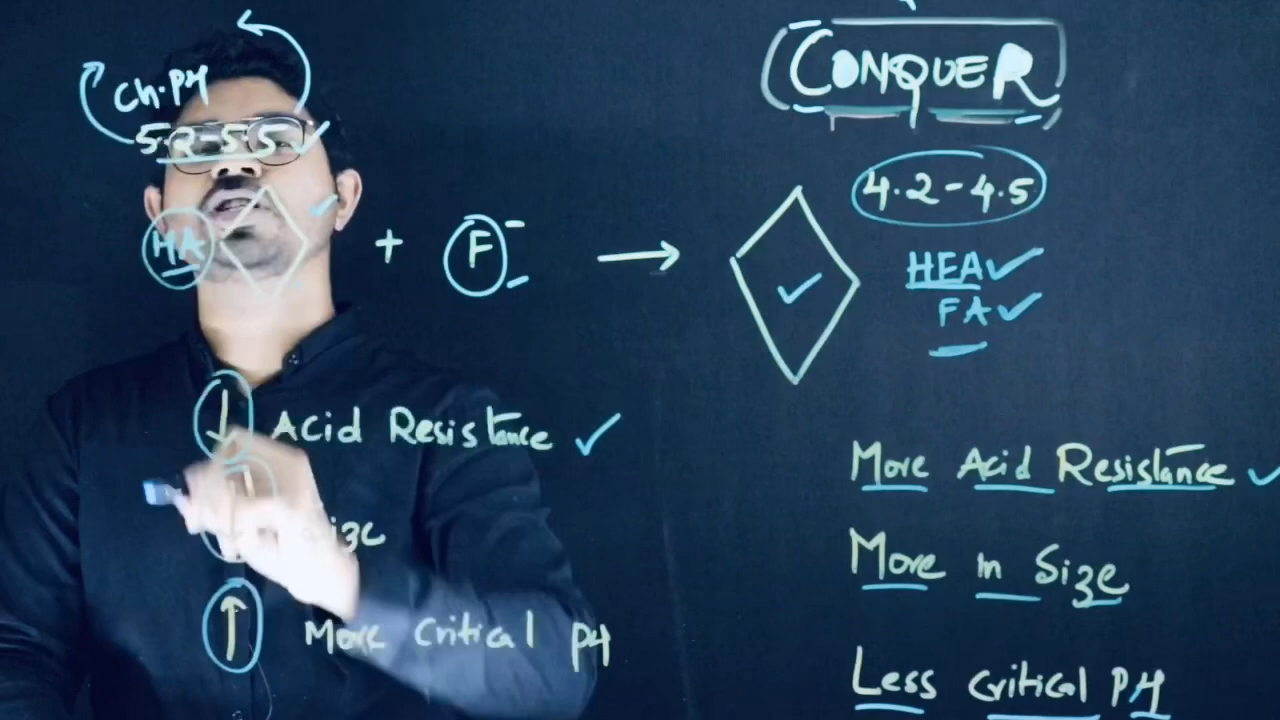 CONQUER
Ch.PH
5.2-5.5 ✓
4.2-4.5
HA ✓ + F⁻ → ✓
HEA✓
FA✓
↓ Acid Resistance ✓
More Acid Resistance ✓
More in Size
↑ More Critical pH
Less critical pH